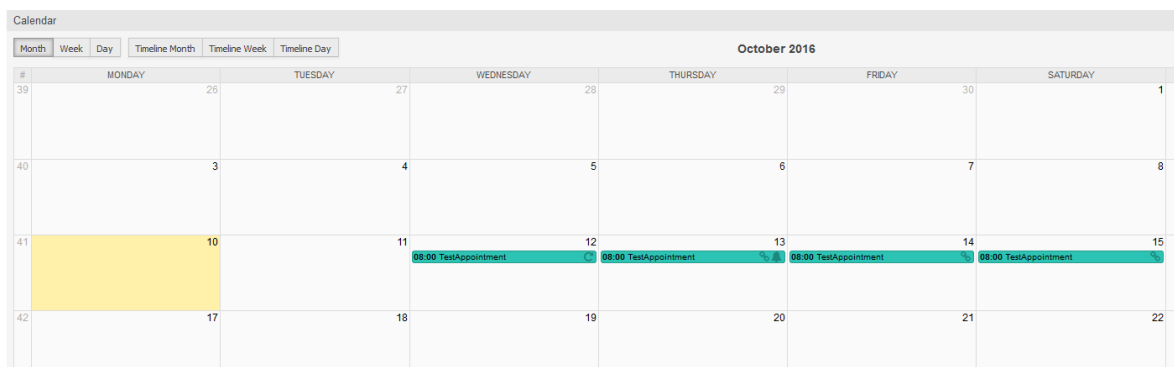 Calendar
Month Week Day Timeline Month Timeline Week Timeline Day October 2016
# MONDAY TUESDAY WEDNESDAY THURSDAY FRIDAY SATURDAY
39 26 27 28 29 30 1
40 3 4 5 6 7 8
41 10 11 12 13 14 15
08:00 TestAppointment 08:00 TestAppointment 08:00 TestAppointment 08:00 TestAppointment
42 17 18 19 20 21 22